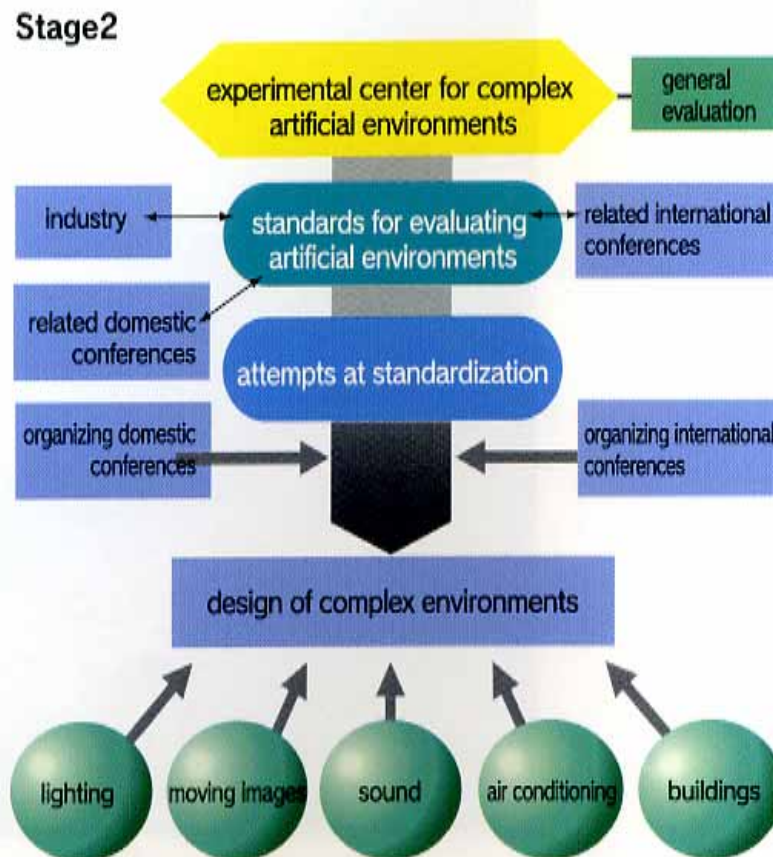 Stage2
experimental center for complex
artificial environments
general
evaluation
industry
standards for evaluating
artificial environments
related international
conferences
related domestic
conferences
attempts at standardization
organizing domestic
conferences
organizing international
conferences
design of complex environments
lighting
moving images
sound
air conditioning
buildings